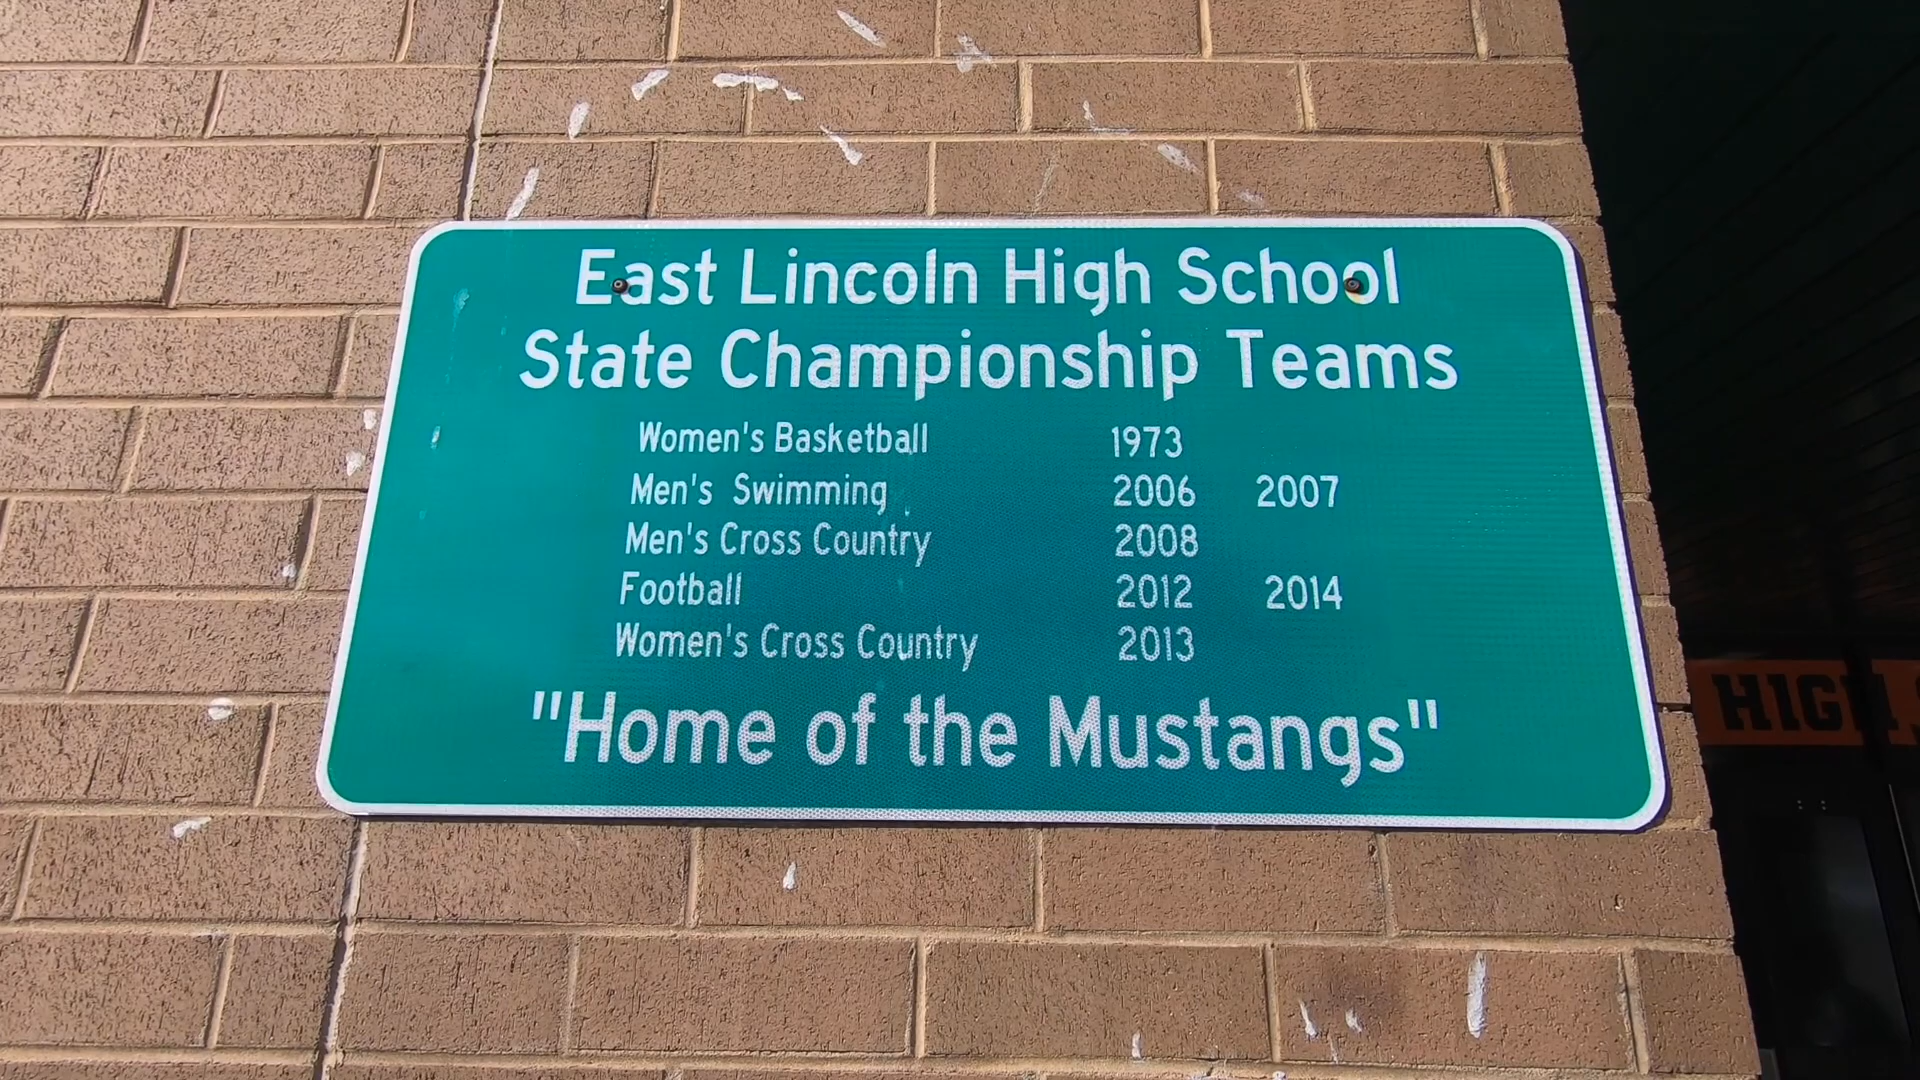 East Lincoln High School
State Championship Teams
Women's Basketball 1973
Men's Swimming 2006 2007
Men's Cross Country 2008
Football 2012 2014
Women's Cross Country 2013
"Home of the Mustangs"
HIGH